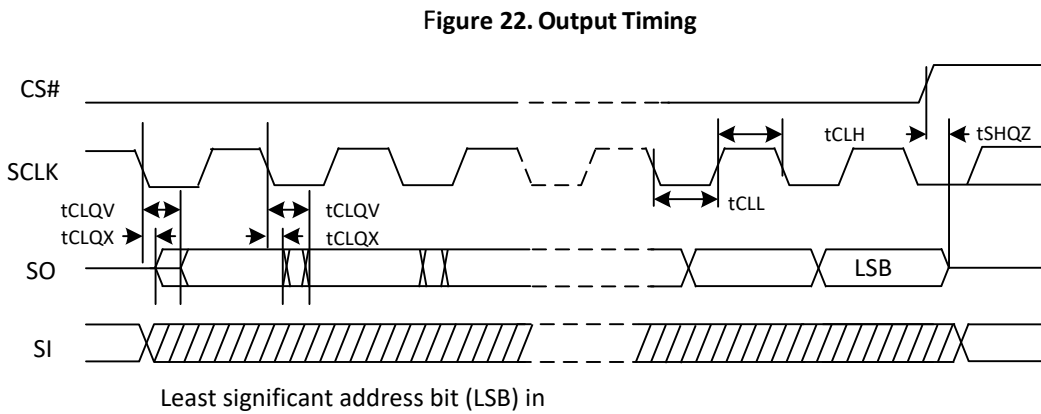 Figure 22. Output Timing
CS#
tCLH
tSHQZ
SCLK
tCLL
tCLQV
tCLQV
tCLQX
tCLQX
SO
LSB
SI
Least significant address bit (LSB) in